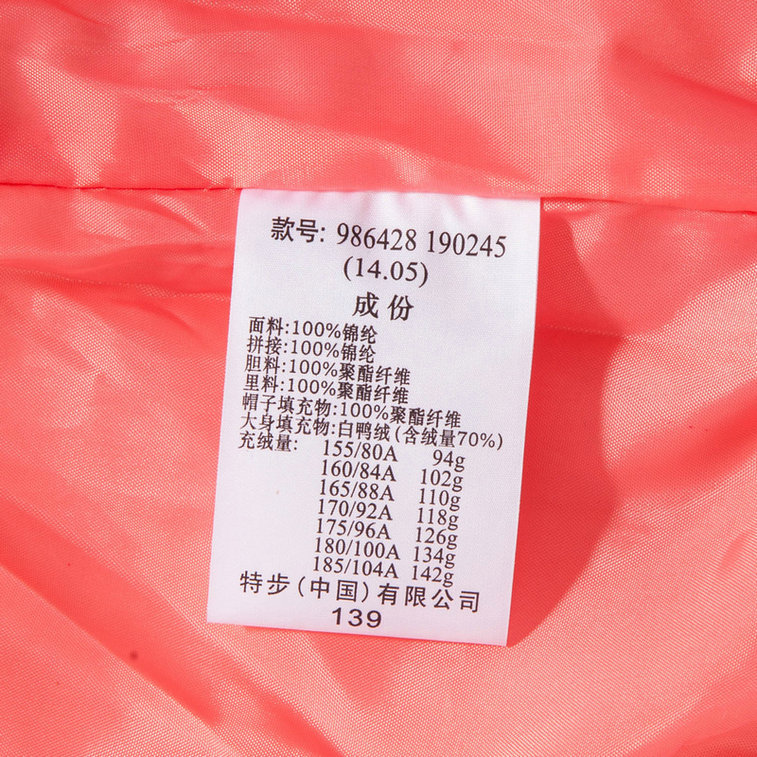 款号: 986428 190245
(14.05)
成份
面料:100%锦纶
拼接:100%锦纶
胆料:100%聚酯纤维
里料:100%聚酯纤维
帽子填充物:100%聚酯纤维
大身填充物:白鸭绒(含绒量70%)
充绒量: 155/80A 94g
160/84A 102g
165/88A 110g
170/92A 118g
175/96A 126g
180/100A 134g
185/104A 142g
特步(中国)有限公司
139